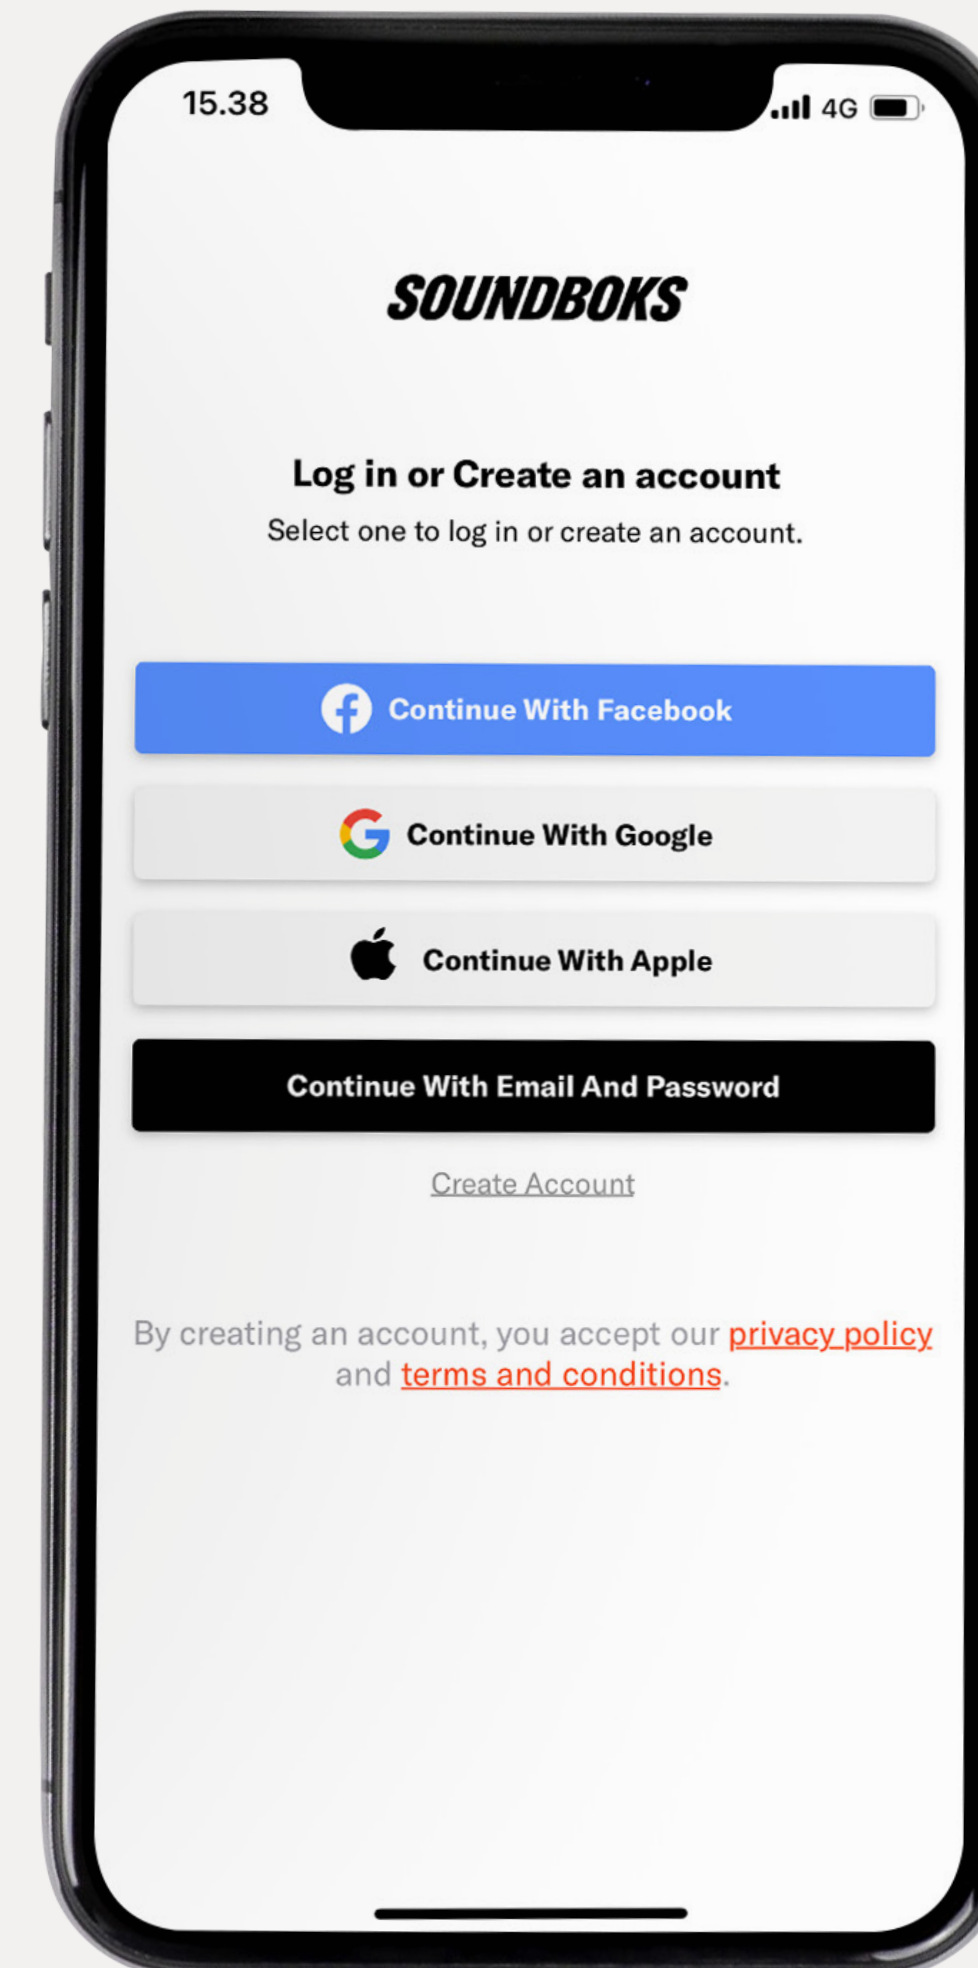 15.38
4G
SOUNDBOKS
Log in or Create an account
Select one to log in or create an account.
Continue With Facebook
Continue With Google
Continue With Apple
Continue With Email And Password
Create Account
By creating an account, you accept our privacy policy
and terms and conditions.